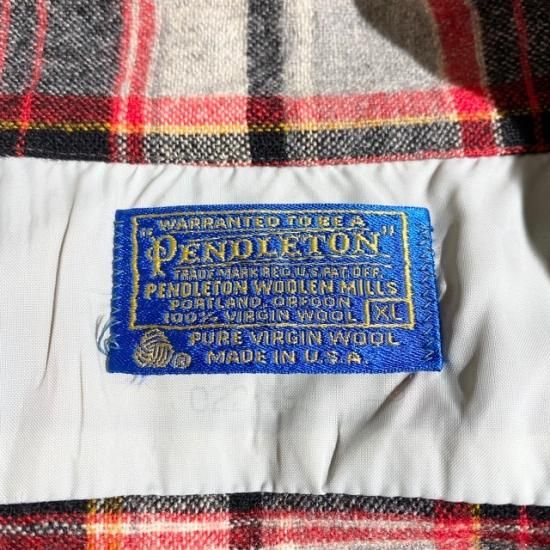 WARRANTED TO BE A
"PENDLETON"
TRADE MARK REG. U.S. PAT. OFF.
PENDLETON WOOLEN MILLS
PORTLAND, OREGON
100% VIRGIN WOOL XL
® PURE VIRGIN WOOL
MADE IN U.S.A.